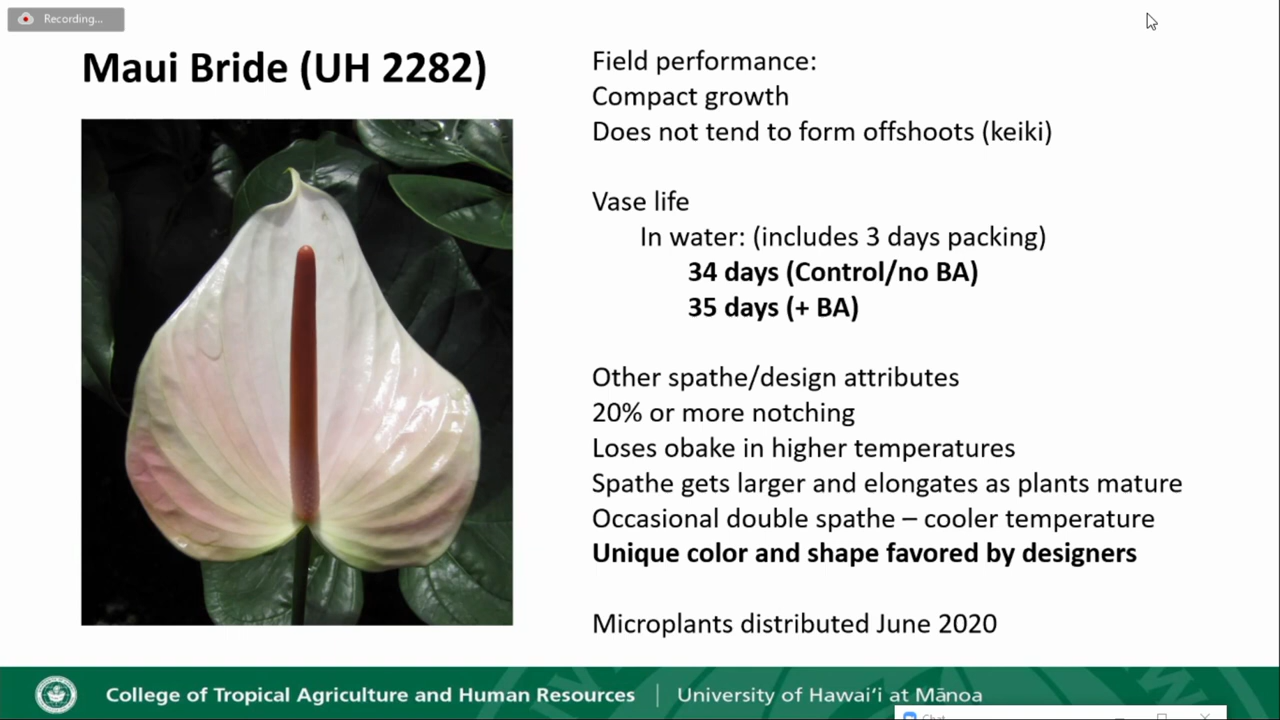 Recording...
Maui Bride (UH 2282)
Field performance:
Compact growth
Does not tend to form offshoots (keiki)
Vase life
In water: (includes 3 days packing)
34 days (Control/no BA)
35 days (+ BA)
Other spathe/design attributes
20% or more notching
Loses obake in higher temperatures
Spathe gets larger and elongates as plants mature
Occasional double spathe – cooler temperature
Unique color and shape favored by designers
Microplants distributed June 2020
College of Tropical Agriculture and Human Resources | University of Hawaiʻi at Mānoa
Chat